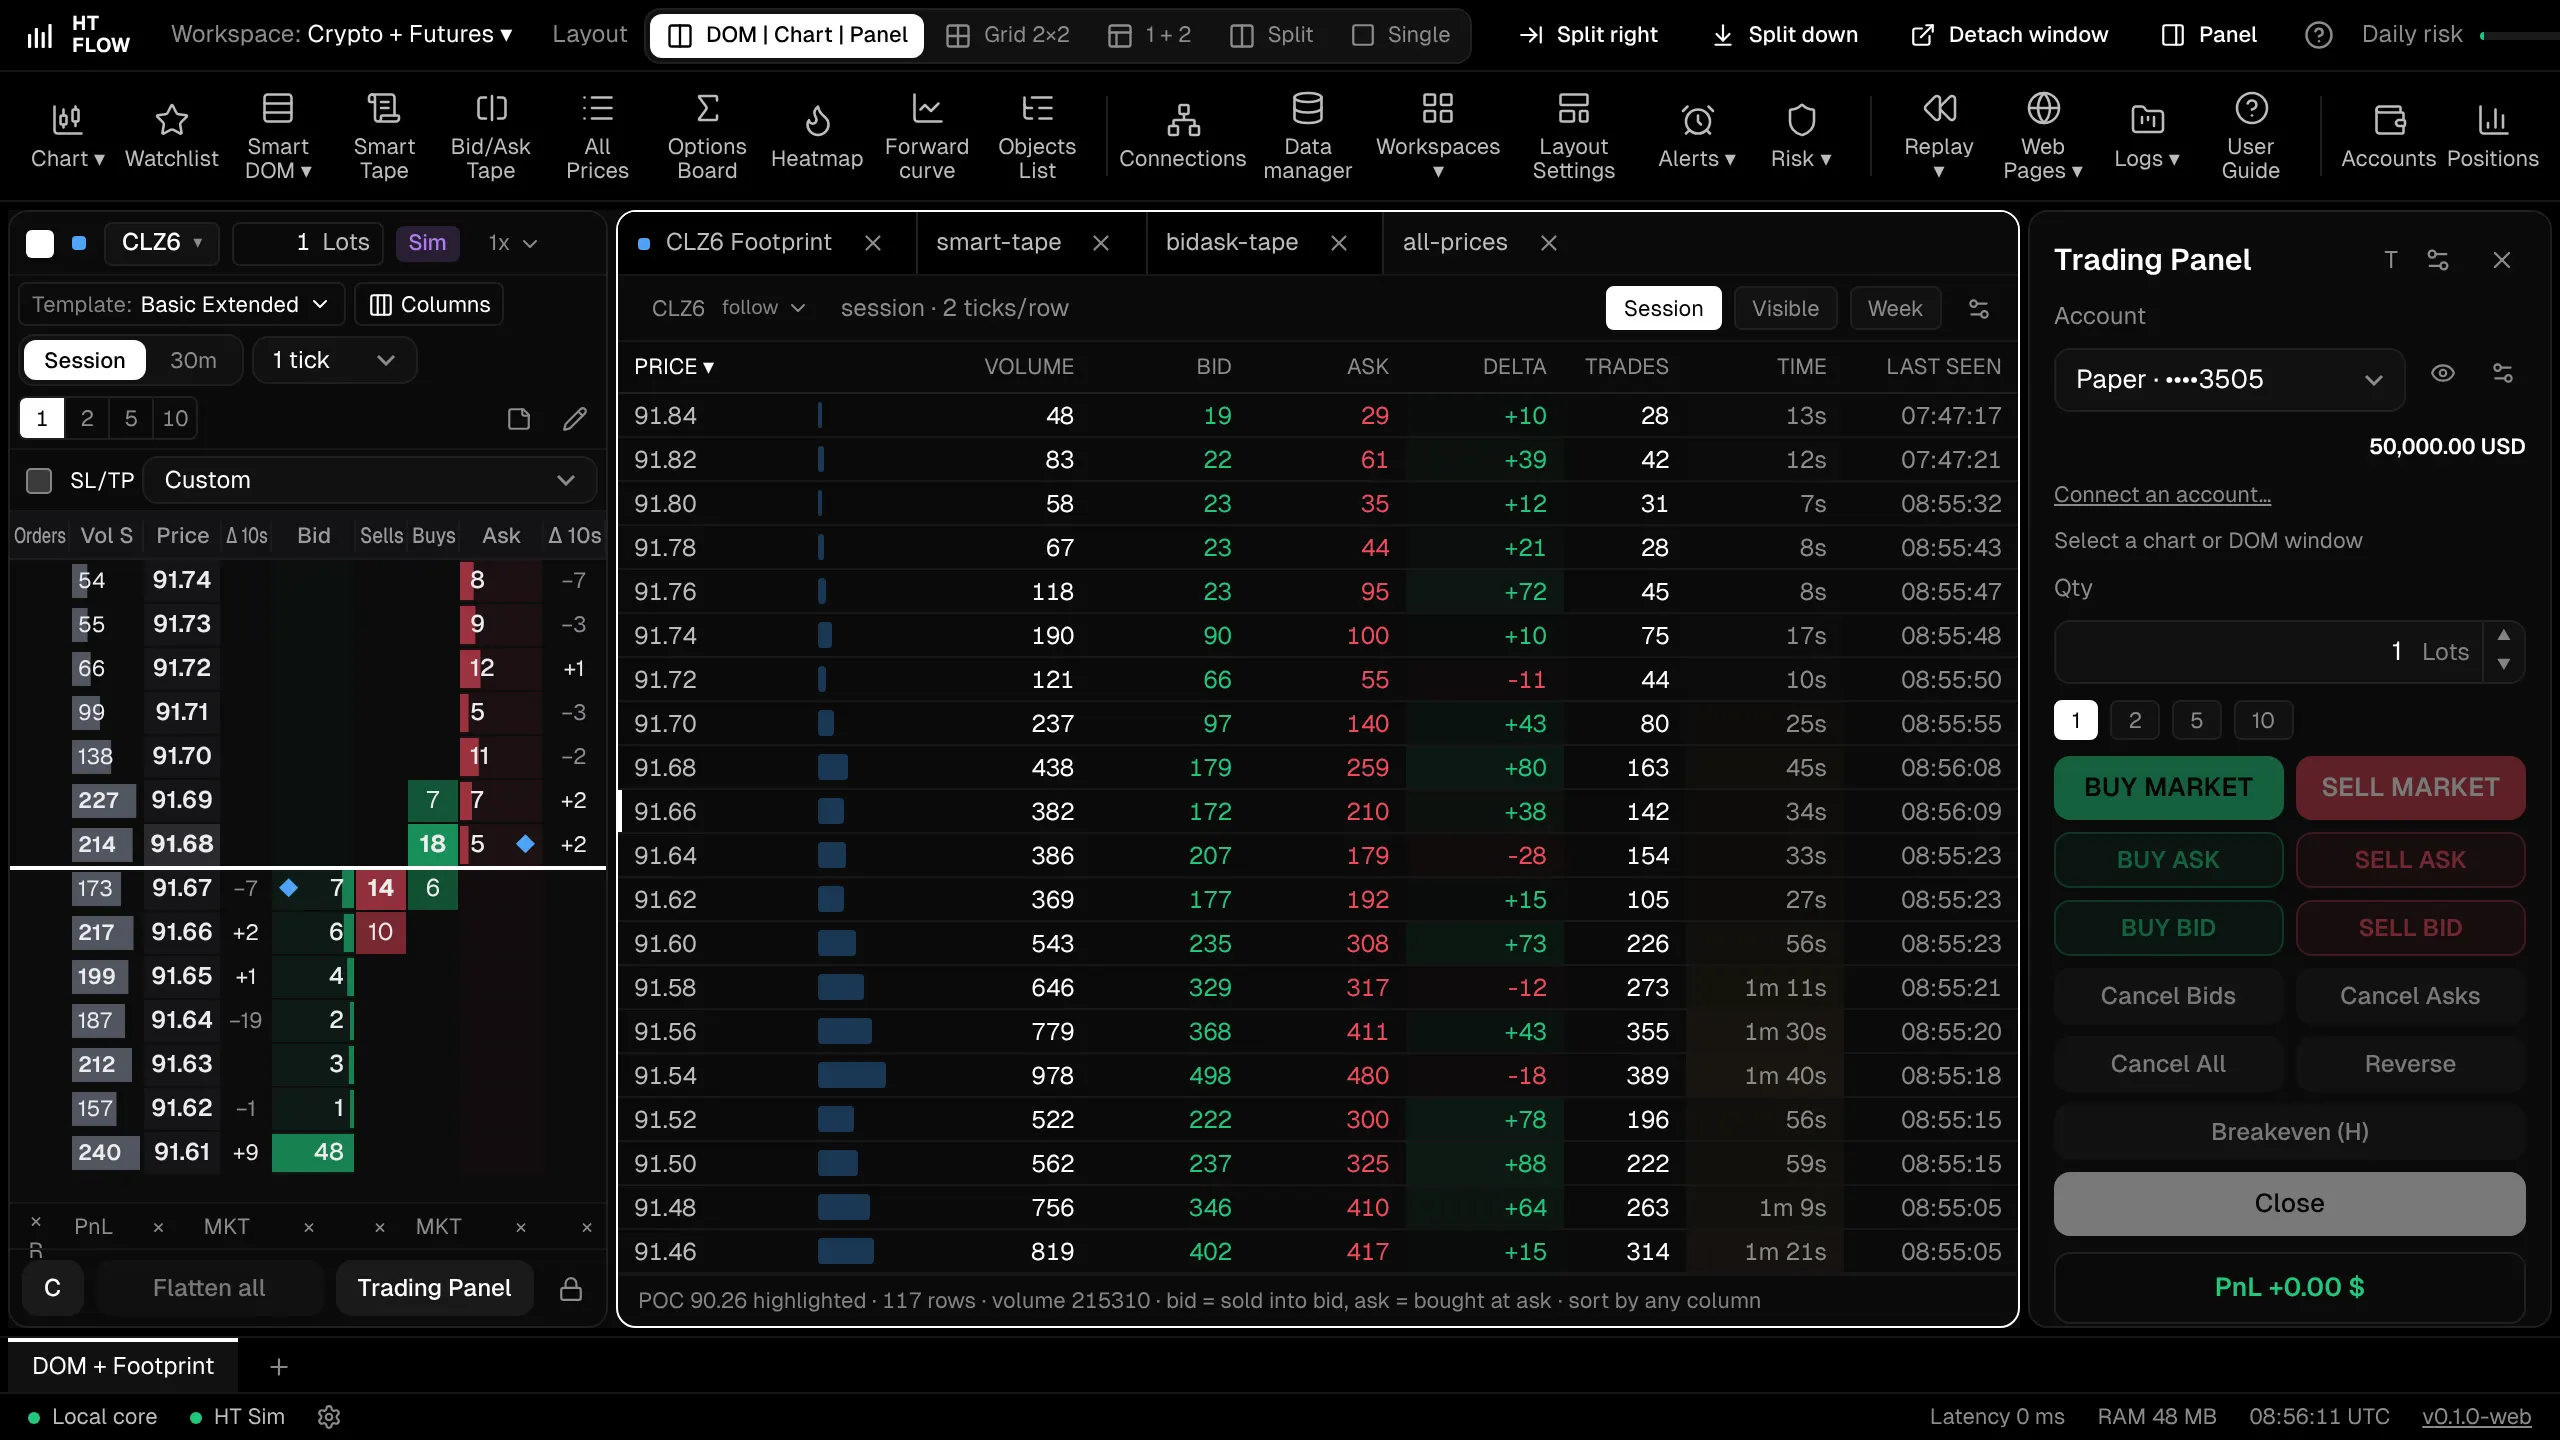 HT FLOW
Workspace: Crypto + Futures ▾ Layout DOM | Chart | Panel Grid 2×2 1 + 2 Split Single Split right Split down Detach window Panel Daily risk
Chart ▾ Watchlist Smart DOM ▾ Smart Tape Bid/Ask Tape All Prices Options Board Heatmap Forward curve Objects List Connections Data manager Workspaces ▾ Layout Settings Alerts ▾ Risk ▾ Replay ▾ Web Pages ▾ Logs ▾ User Guide Accounts Positions
CLZ6 ▾ 1 Lots Sim 1x
Template: Basic Extended Columns
Session 30m 1 tick
1 2 5 10
SL/TP Custom
Orders Vol S Price Δ 10s Bid Sells Buys Ask Δ 10s
54 91.74 8 −7
55 91.73 9 −3
66 91.72 12 +1
99 91.71 5 −3
138 91.70 11 −2
227 91.69 7 7 +2
214 91.68 18 5 +2
173 91.67 −7 7 14 6
217 91.66 +2 6 10
199 91.65 +1 4
187 91.64 −19 2
212 91.63 3
157 91.62 −1 1
240 91.61 +9 48
× PnL × MKT × × MKT × ×
C Flatten all Trading Panel
CLZ6 Footprint × smart-tape × bidask-tape × all-prices ×
CLZ6 follow session · 2 ticks/row Session Visible Week
PRICE ▾ VOLUME BID ASK DELTA TRADES TIME LAST SEEN
91.84 48 19 29 +10 28 13s 07:47:17
91.82 83 22 61 +39 42 12s 07:47:21
91.80 58 23 35 +12 31 7s 08:55:32
91.78 67 23 44 +21 28 8s 08:55:43
91.76 118 23 95 +72 45 8s 08:55:47
91.74 190 90 100 +10 75 17s 08:55:48
91.72 121 66 55 -11 44 10s 08:55:50
91.70 237 97 140 +43 80 25s 08:55:55
91.68 438 179 259 +80 163 45s 08:56:08
91.66 382 172 210 +38 142 34s 08:56:09
91.64 386 207 179 -28 154 33s 08:55:23
91.62 369 177 192 +15 105 27s 08:55:23
91.60 543 235 308 +73 226 56s 08:55:23
91.58 646 329 317 -12 273 1m 11s 08:55:21
91.56 779 368 411 +43 355 1m 30s 08:55:20
91.54 978 498 480 -18 389 1m 40s 08:55:18
91.52 522 222 300 +78 196 56s 08:55:15
91.50 562 237 325 +88 222 59s 08:55:15
91.48 756 346 410 +64 263 1m 9s 08:55:05
91.46 819 402 417 +15 314 1m 21s 08:55:05
POC 90.26 highlighted · 117 rows · volume 215310 · bid = sold into bid, ask = bought at ask · sort by any column
Trading Panel T
Account
Paper · ••••3505
50,000.00 USD
Connect an account…
Select a chart or DOM window
Qty
1 Lots
1 2 5 10
BUY MARKET SELL MARKET
BUY ASK SELL ASK
BUY BID SELL BID
Cancel Bids Cancel Asks
Cancel All Reverse
Breakeven (H)
Close
PnL +0.00 $
DOM + Footprint +
Local core HT Sim Latency 0 ms RAM 48 MB 08:56:11 UTC v0.1.0-web